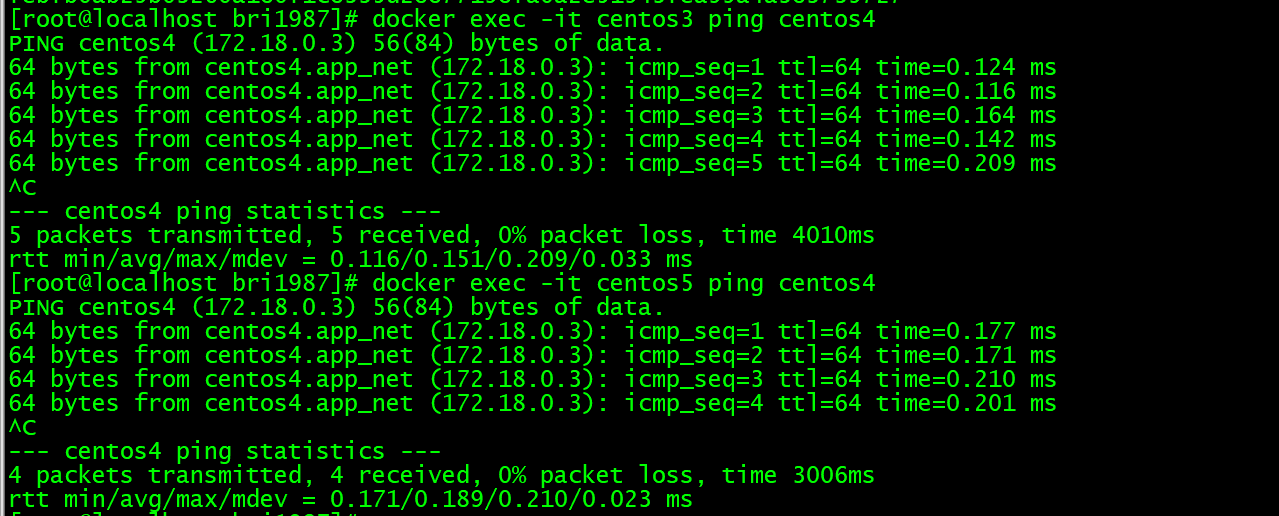 [root@localhost bri1987]# docker exec -it centos3 ping centos4
PING centos4 (172.18.0.3) 56(84) bytes of data.
64 bytes from centos4.app_net (172.18.0.3): icmp_seq=1 ttl=64 time=0.124 ms
64 bytes from centos4.app_net (172.18.0.3): icmp_seq=2 ttl=64 time=0.116 ms
64 bytes from centos4.app_net (172.18.0.3): icmp_seq=3 ttl=64 time=0.164 ms
64 bytes from centos4.app_net (172.18.0.3): icmp_seq=4 ttl=64 time=0.142 ms
64 bytes from centos4.app_net (172.18.0.3): icmp_seq=5 ttl=64 time=0.209 ms
^C
--- centos4 ping statistics ---
5 packets transmitted, 5 received, 0% packet loss, time 4010ms
rtt min/avg/max/mdev = 0.116/0.151/0.209/0.033 ms
[root@localhost bri1987]# docker exec -it centos5 ping centos4
PING centos4 (172.18.0.3) 56(84) bytes of data.
64 bytes from centos4.app_net (172.18.0.3): icmp_seq=1 ttl=64 time=0.177 ms
64 bytes from centos4.app_net (172.18.0.3): icmp_seq=2 ttl=64 time=0.171 ms
64 bytes from centos4.app_net (172.18.0.3): icmp_seq=3 ttl=64 time=0.210 ms
64 bytes from centos4.app_net (172.18.0.3): icmp_seq=4 ttl=64 time=0.201 ms
^C
--- centos4 ping statistics ---
4 packets transmitted, 4 received, 0% packet loss, time 3006ms
rtt min/avg/max/mdev = 0.171/0.189/0.210/0.023 ms
[root@localhost bri1987]#